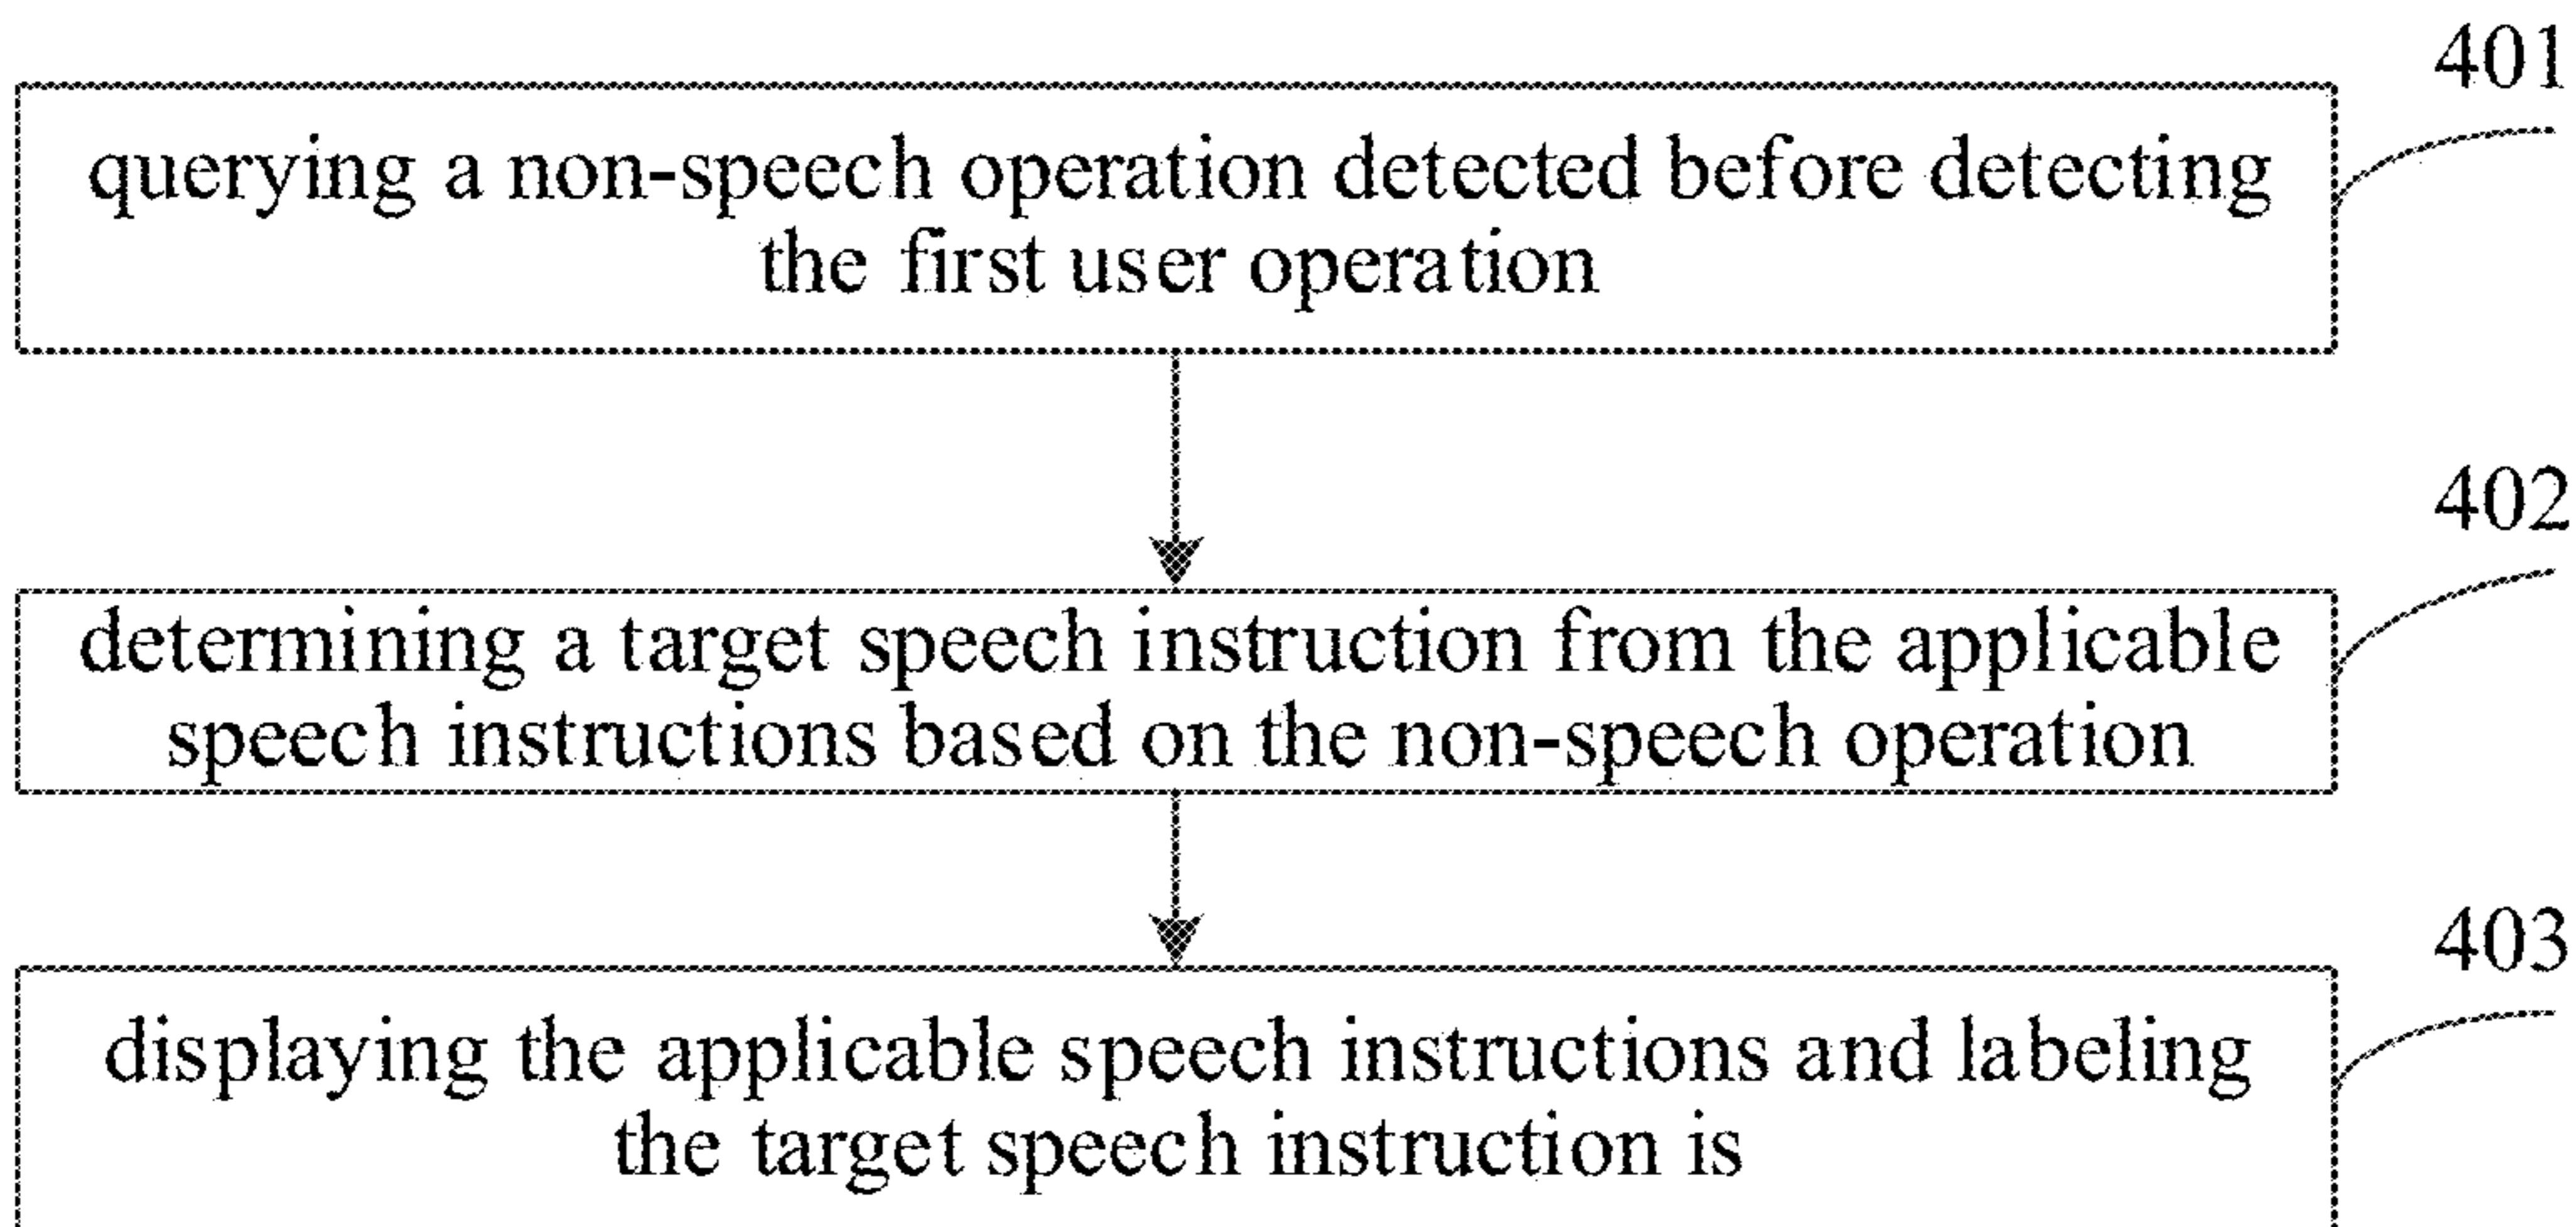 401
querying a non-speech operation detected before detecting
the first user operation
402
determining a target speech instruction from the applicable
speech instructions based on the non-speech operation
403
displaying the applicable speech instructions and labeling
the target speech instruction is